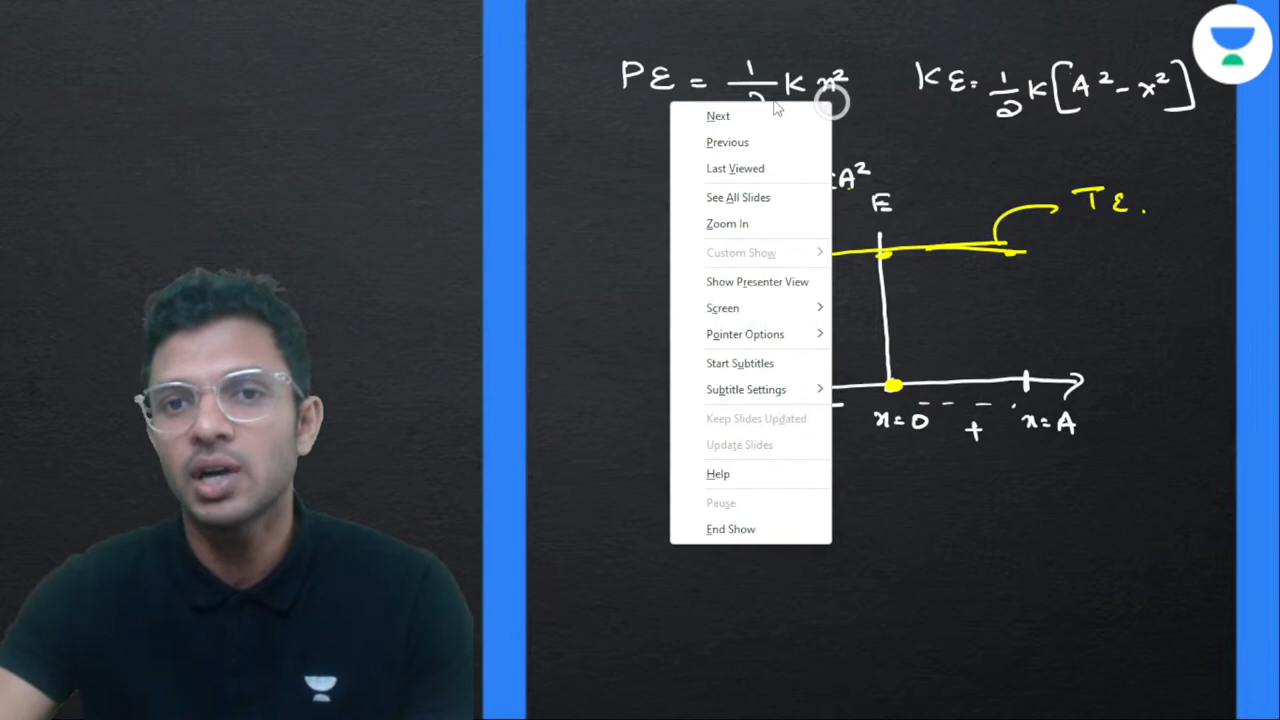 PE = 1/2 K x²
KE = 1/2 K [A² - x²]
A²
E
TE.
x=0
+
x=A
Next
Previous
Last Viewed
See All Slides
Zoom In
Custom Show
Show Presenter View
Screen
Pointer Options
Start Subtitles
Subtitle Settings
Keep Slides Updated
Update Slides
Help
Pause
End Show